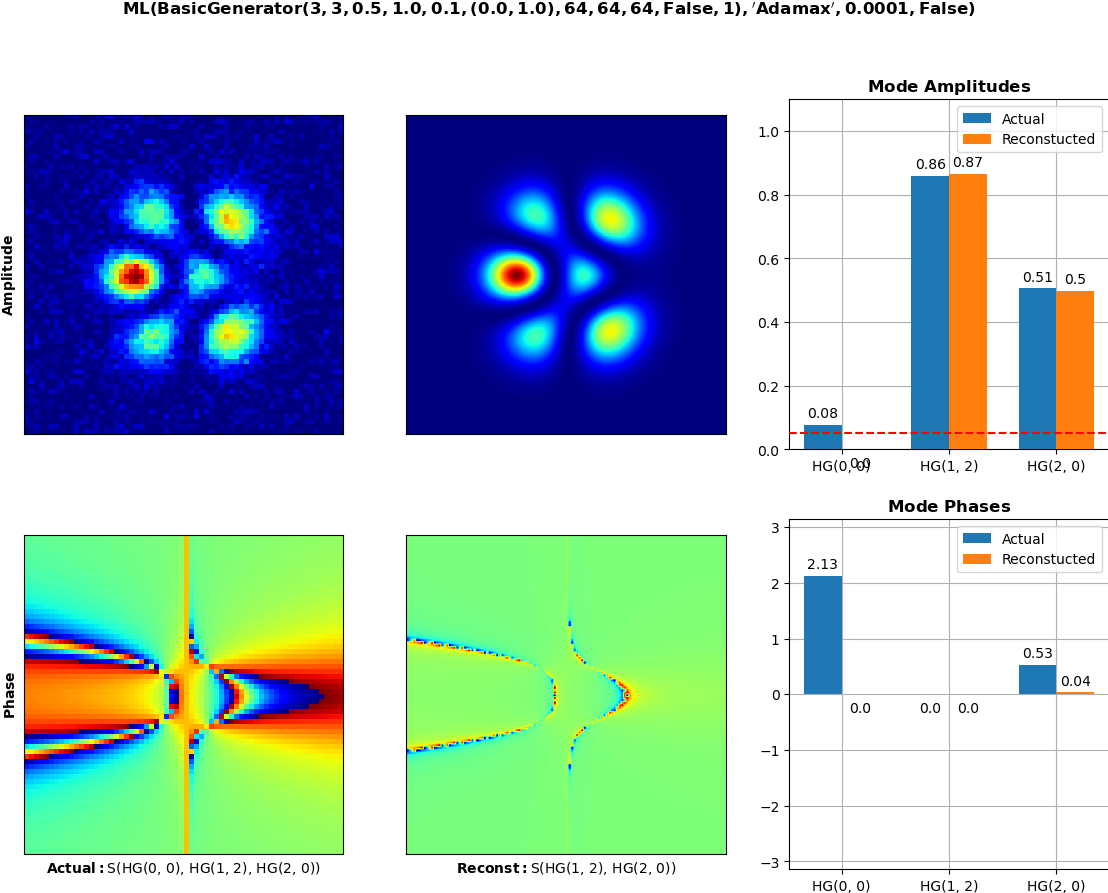 ML(BasicGenerator(3, 3, 0.5, 1.0, 0.1, (0.0, 1.0), 64, 64, 64, False, 1), 'Adamax', 0.0001, False)
Amplitude
Mode Amplitudes
Actual
Reconstucted
1.0
0.8
0.6
0.4
0.2
0.0
0.08
0.0
0.86
0.87
0.51
0.5
HG(0, 0)
HG(1, 2)
HG(2, 0)
Phase
Actual: S(HG(0, 0), HG(1, 2), HG(2, 0))
Reconst: S(HG(1, 2), HG(2, 0))
Mode Phases
Actual
Reconstucted
3
2
1
0
−1
−2
−3
2.13
0.0
0.0
0.0
0.53
0.04
HG(0, 0)
HG(1, 2)
HG(2, 0)